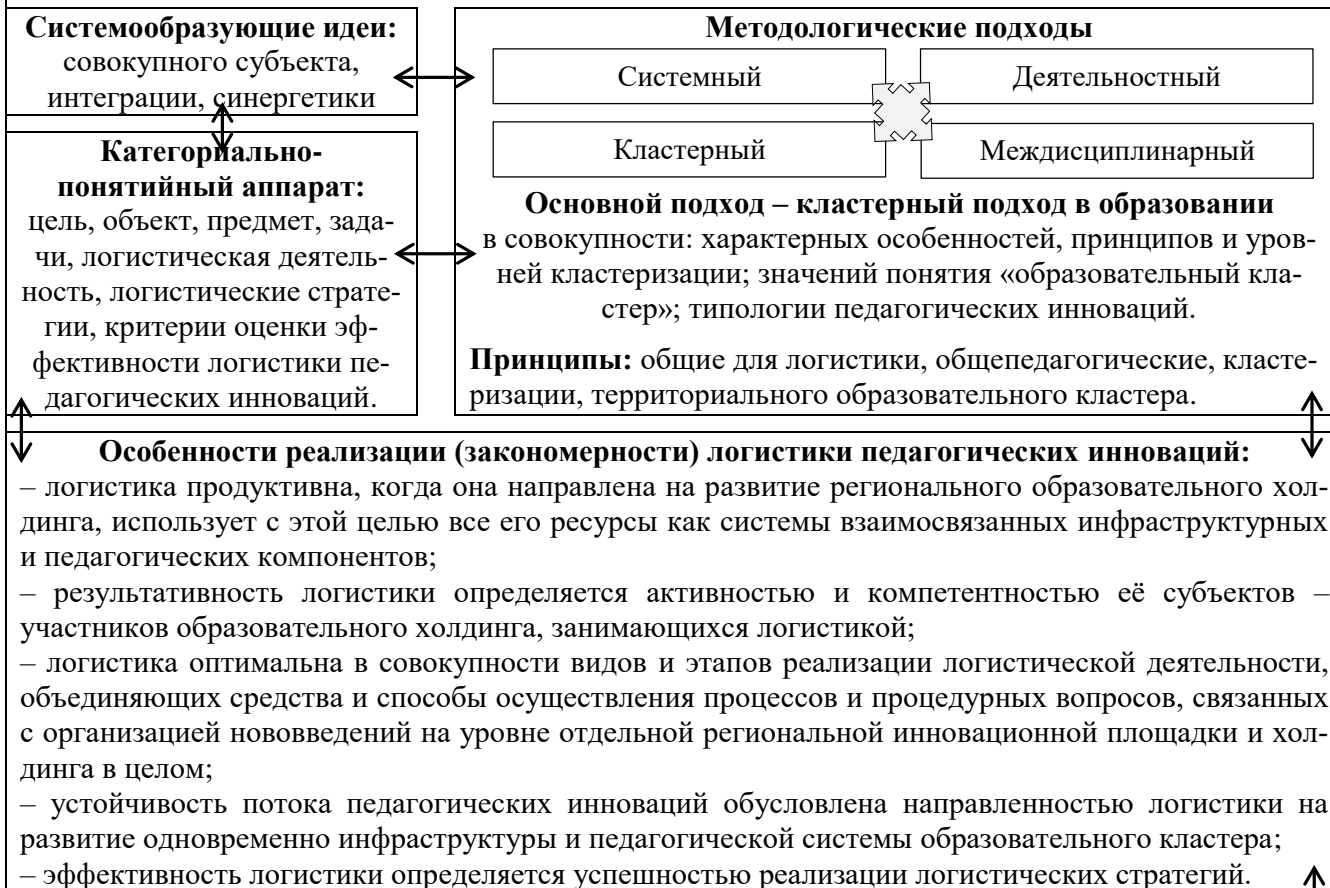 Системообразующие идеи:
совокупного субъекта,
интеграции, синергетики
Категориально-
понятийный аппарат:
цель, объект, предмет, зада-
чи, логистическая деятель-
ность, логистические страте-
гии, критерии оценки эф-
фективности логистики пе-
дагогических инноваций.
Методологические подходы
Системный
Деятельностный
Кластерный
Междисциплинарный
Основной подход – кластерный подход в образовании
в совокупности: характерных особенностей, принципов и уров-
ней кластеризации; значений понятия «образовательный кла-
стер»; типологии педагогических инноваций.
Принципы: общие для логистики, общепедагогические, класте-
ризации, территориального образовательного кластера.
Особенности реализации (закономерности) логистики педагогических инноваций:
– логистика продуктивна, когда она направлена на развитие регионального образовательного хол-
динга, использует с этой целью все его ресурсы как системы взаимосвязанных инфраструктурных
и педагогических компонентов;
– результативность логистики определяется активностью и компетентностью её субъектов –
участников образовательного холдинга, занимающихся логистикой;
– логистика оптимальна в совокупности видов и этапов реализации логистической деятельности,
объединяющих средства и способы осуществления процессов и процедурных вопросов, связанных
с организацией нововведений на уровне отдельной региональной инновационной площадки и хол-
динга в целом;
– устойчивость потока педагогических инноваций обусловлена направленностью логистики на
развитие одновременно инфраструктуры и педагогической системы образовательного кластера;
– эффективность логистики определяется успешностью реализации логистических стратегий.